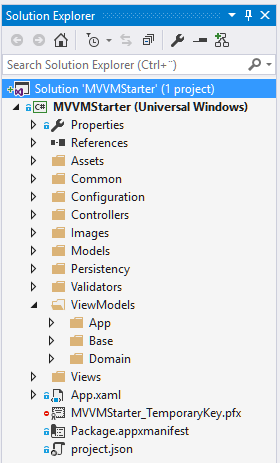 Solution Explorer
Search Solution Explorer (Ctrl+¨)
Solution 'MVVMStarter' (1 project)
C# MVVMStarter (Universal Windows)
Properties
References
Assets
Common
Configuration
Controllers
Images
Models
Persistency
Validators
ViewModels
App
Base
Domain
Views
App.xaml
MVVMStarter_TemporaryKey.pfx
Package.appxmanifest
project.json